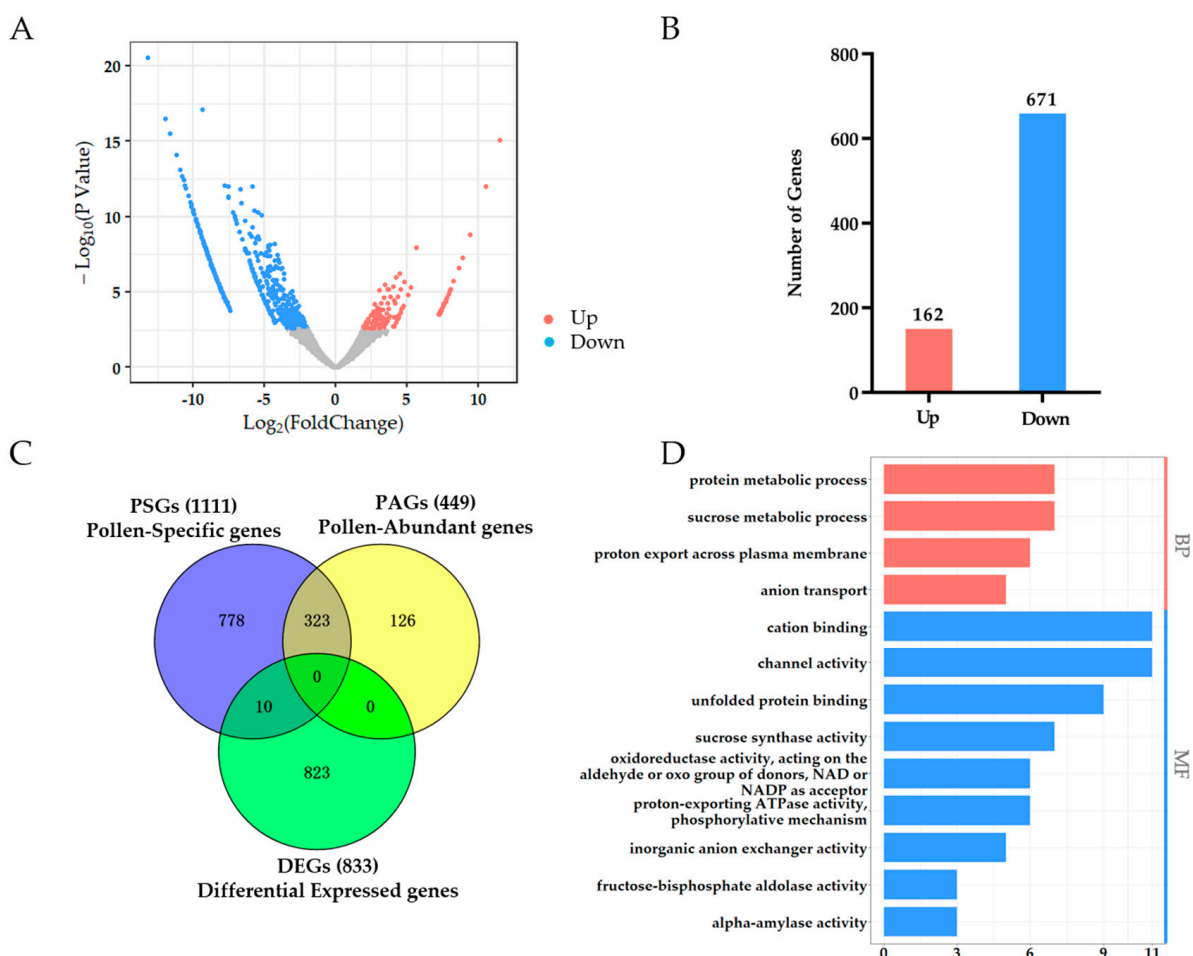 A
20
15
10
5
0
−Log10(P Value)
-10
-5
0
5
10
Log2(FoldChange)
Up
Down
B
800
600
400
200
0
Number of Genes
162
671
Up
Down
C
PSGs (1111)
Pollen-Specific genes
PAGs (449)
Pollen-Abundant genes
778
323
126
0
10
0
823
DEGs (833)
Differential Expressed genes
D
protein metabolic process
sucrose metabolic process
proton export across plasma membrane
anion transport
cation binding
channel activity
unfolded protein binding
sucrose synthase activity
oxidoreductase activity, acting on the
aldehyde or oxo group of donors, NAD or
NADP as acceptor
proton-exporting ATPase activity,
phosphorylative mechanism
inorganic anion exchanger activity
fructose-bisphosphate aldolase activity
alpha-amylase activity
0
3
6
9
11
BP
MF